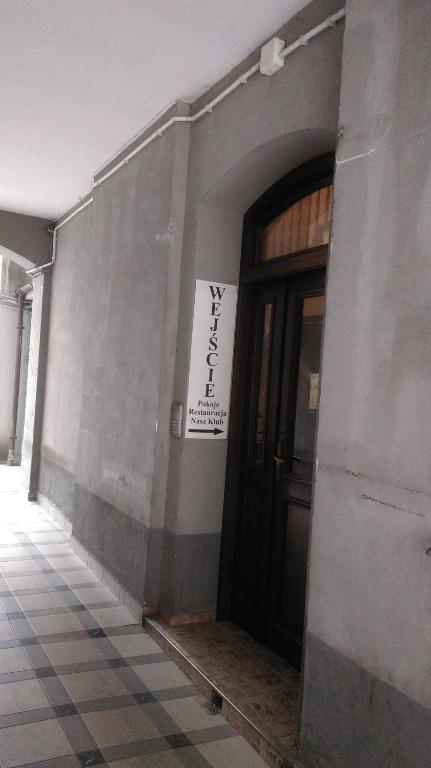 WEJŚCIE
Pokoje
Restauracja
Nasz Klub